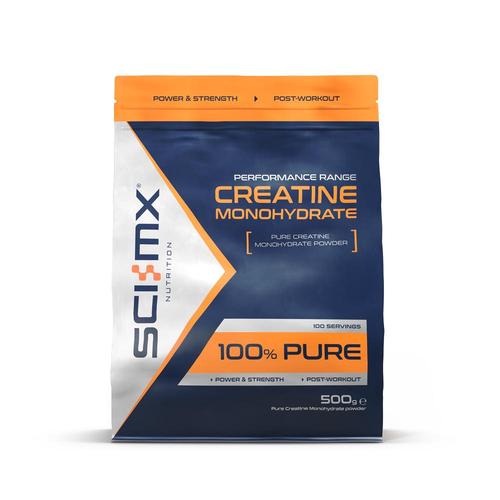 POWER & STRENGTH POST-WORKOUT
PERFORMANCE RANGE
CREATINE
MONOHYDRATE
PURE CREATINE
MONOHYDRATE POWDER
SCI-MX®
NUTRITION
100 SERVINGS
100% PURE
POWER & STRENGTH POST-WORKOUT
500g ℮
Pure Creatine Monohydrate powder